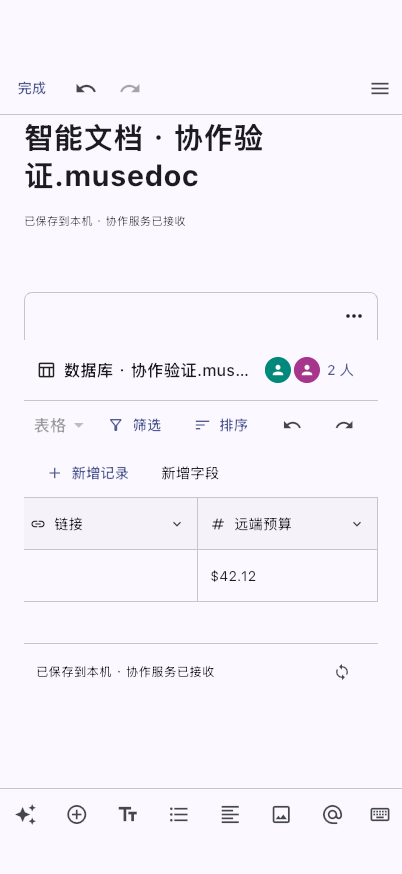 完成
智能文档 · 协作验
证.musedoc
已保存到本机 · 协作服务已接收
数据库 · 协作验证.mus...
2 人
表格
筛选
排序
新增记录
新增字段
链接
# 远端预算
$42.12
已保存到本机 · 协作服务已接收